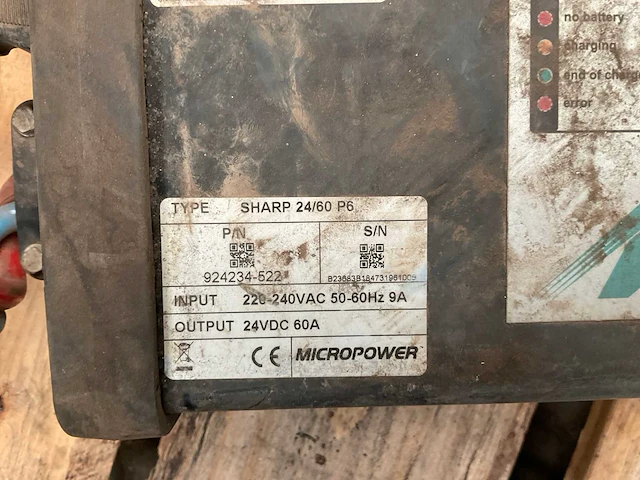 no battery
charging
end of charge
error
TYPE SHARP 24/60 P6
P/N
S/N
924234-522
INPUT 220-240VAC 50-60Hz 9A
OUTPUT 24VDC 60A
CE
MICROPOWER